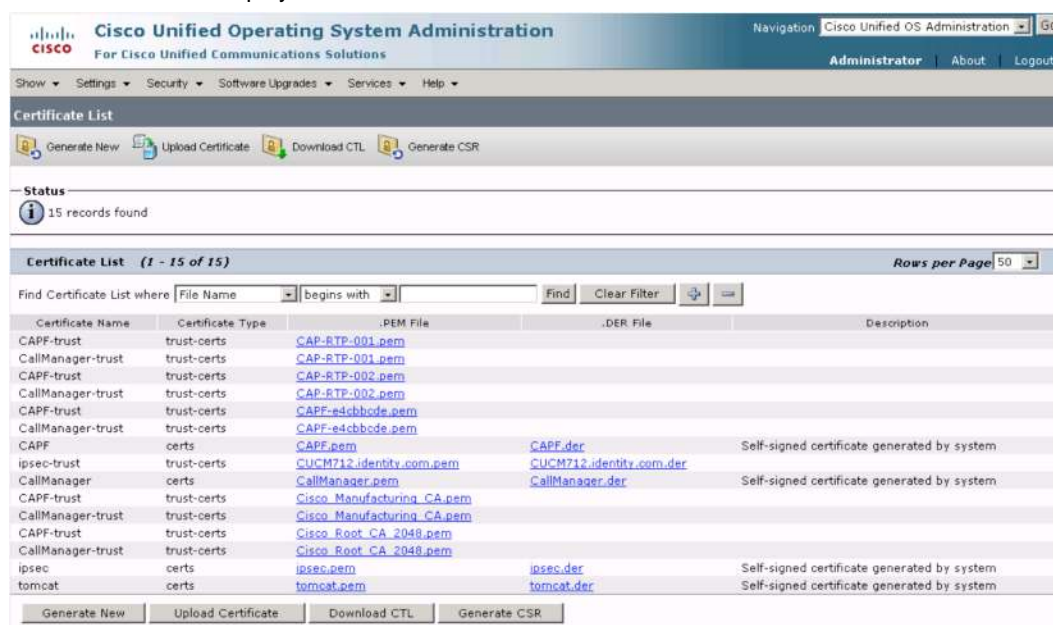 CISCO
Cisco Unified Operating System Administration
For Cisco Unified Communications Solutions
Navigation Cisco Unified OS Administration
Administrator About Logout
Show Settings Security Software Upgrades Services Help
Certificate List
Generate New Upload Certificate Download CTL Generate CSR
Status
15 records found
Certificate List (1 - 15 of 15) Rows per Page 50
Find Certificate List where File Name begins with Find Clear Filter
Certificate Name Certificate Type .PEM File .DER File Description
CAPF-trust trust-certs CAP-RTP-001.pem
CallManager-trust trust-certs CAP-RTP-001.pem
CAPF-trust trust-certs CAP-RTP-002.pem
CallManager-trust trust-certs CAP-RTP-002.pem
CAPF-trust trust-certs CAPF-e4cbbcde.pem
CallManager-trust trust-certs CAPF-e4cbbcde.pem
CAPF certs CAPF.pem CAPF.der Self-signed certificate generated by system
ipsec-trust trust-certs CUCM712.identity.com.pem CUCM712.identity.com.der
CallManager certs CallManager.pem CallManager.der Self-signed certificate generated by system
CAPF-trust trust-certs Cisco_Manufacturing_CA.pem
CallManager-trust trust-certs Cisco_Manufacturing_CA.pem
CAPF-trust trust-certs Cisco_Root_CA_2048.pem
CallManager-trust trust-certs Cisco_Root_CA_2048.pem
ipsec certs ipsec.pem ipsec.der Self-signed certificate generated by system
tomcat certs tomcat.pem tomcat.der Self-signed certificate generated by system
Generate New Upload Certificate Download CTL Generate CSR